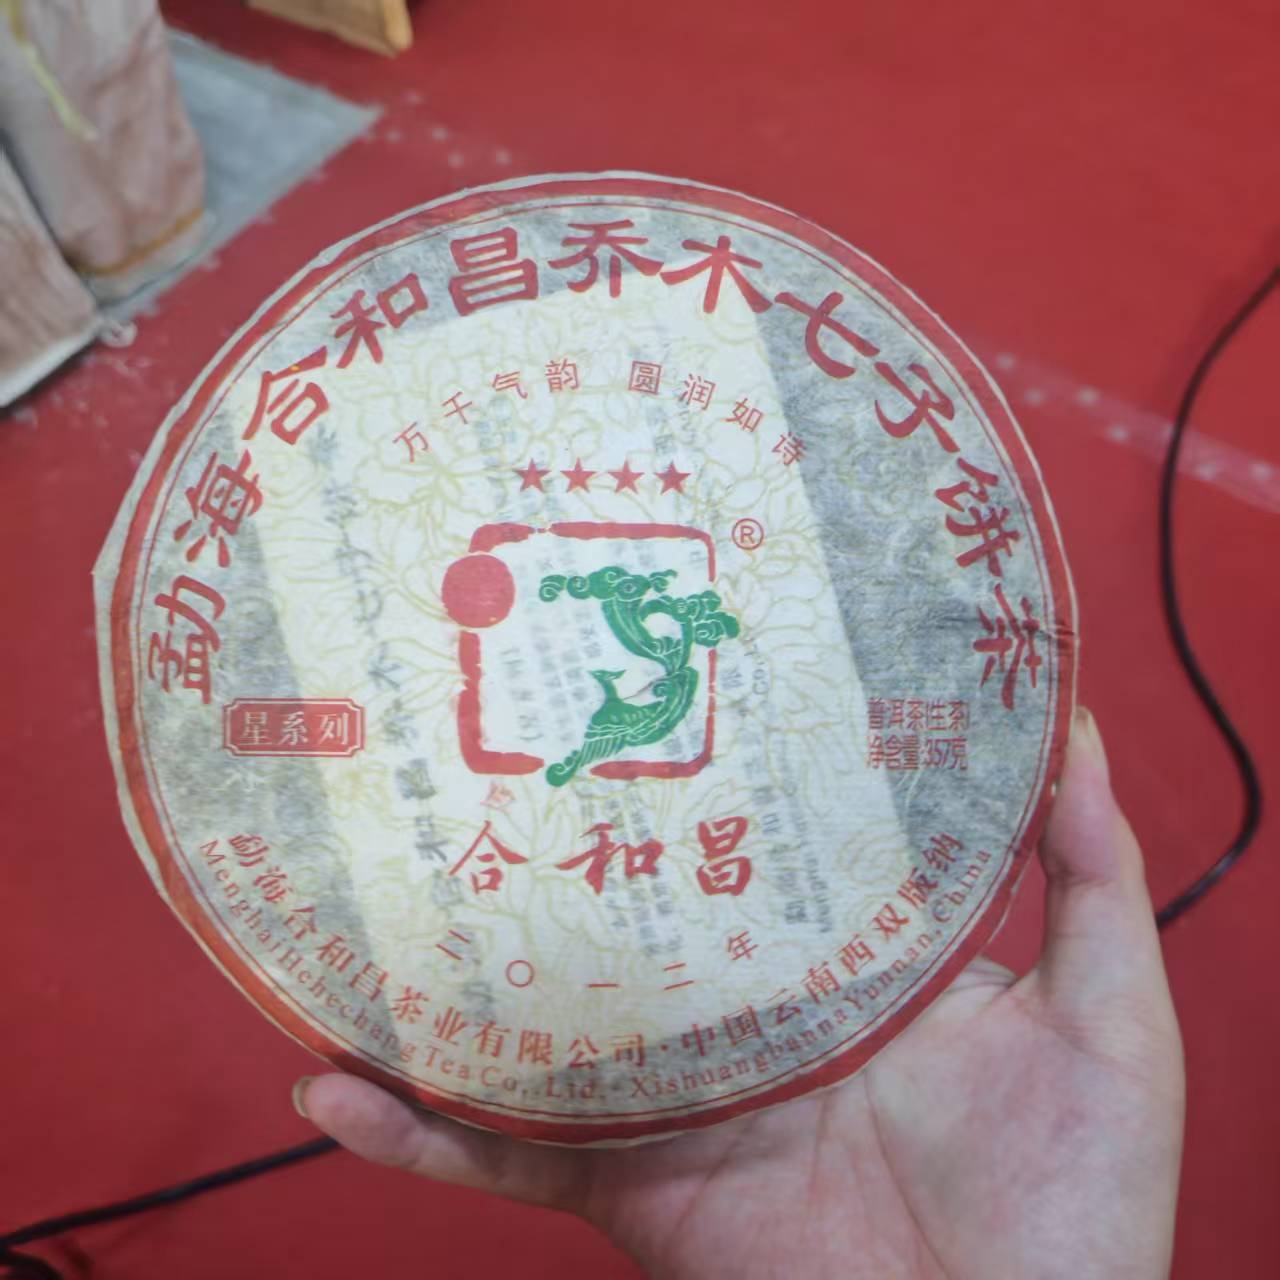 勐海合和昌乔木七子饼茶
万千气韵 圆润如诗
★★★★
®
星系列
普洱茶(生茶)
净含量:357克
合和昌
二〇一二年
勐海合和昌茶业有限公司·中国云南西双版纳
Menghai Hehechang Tea Co,.Ltd,·Xishuangbanna Yunnan,China